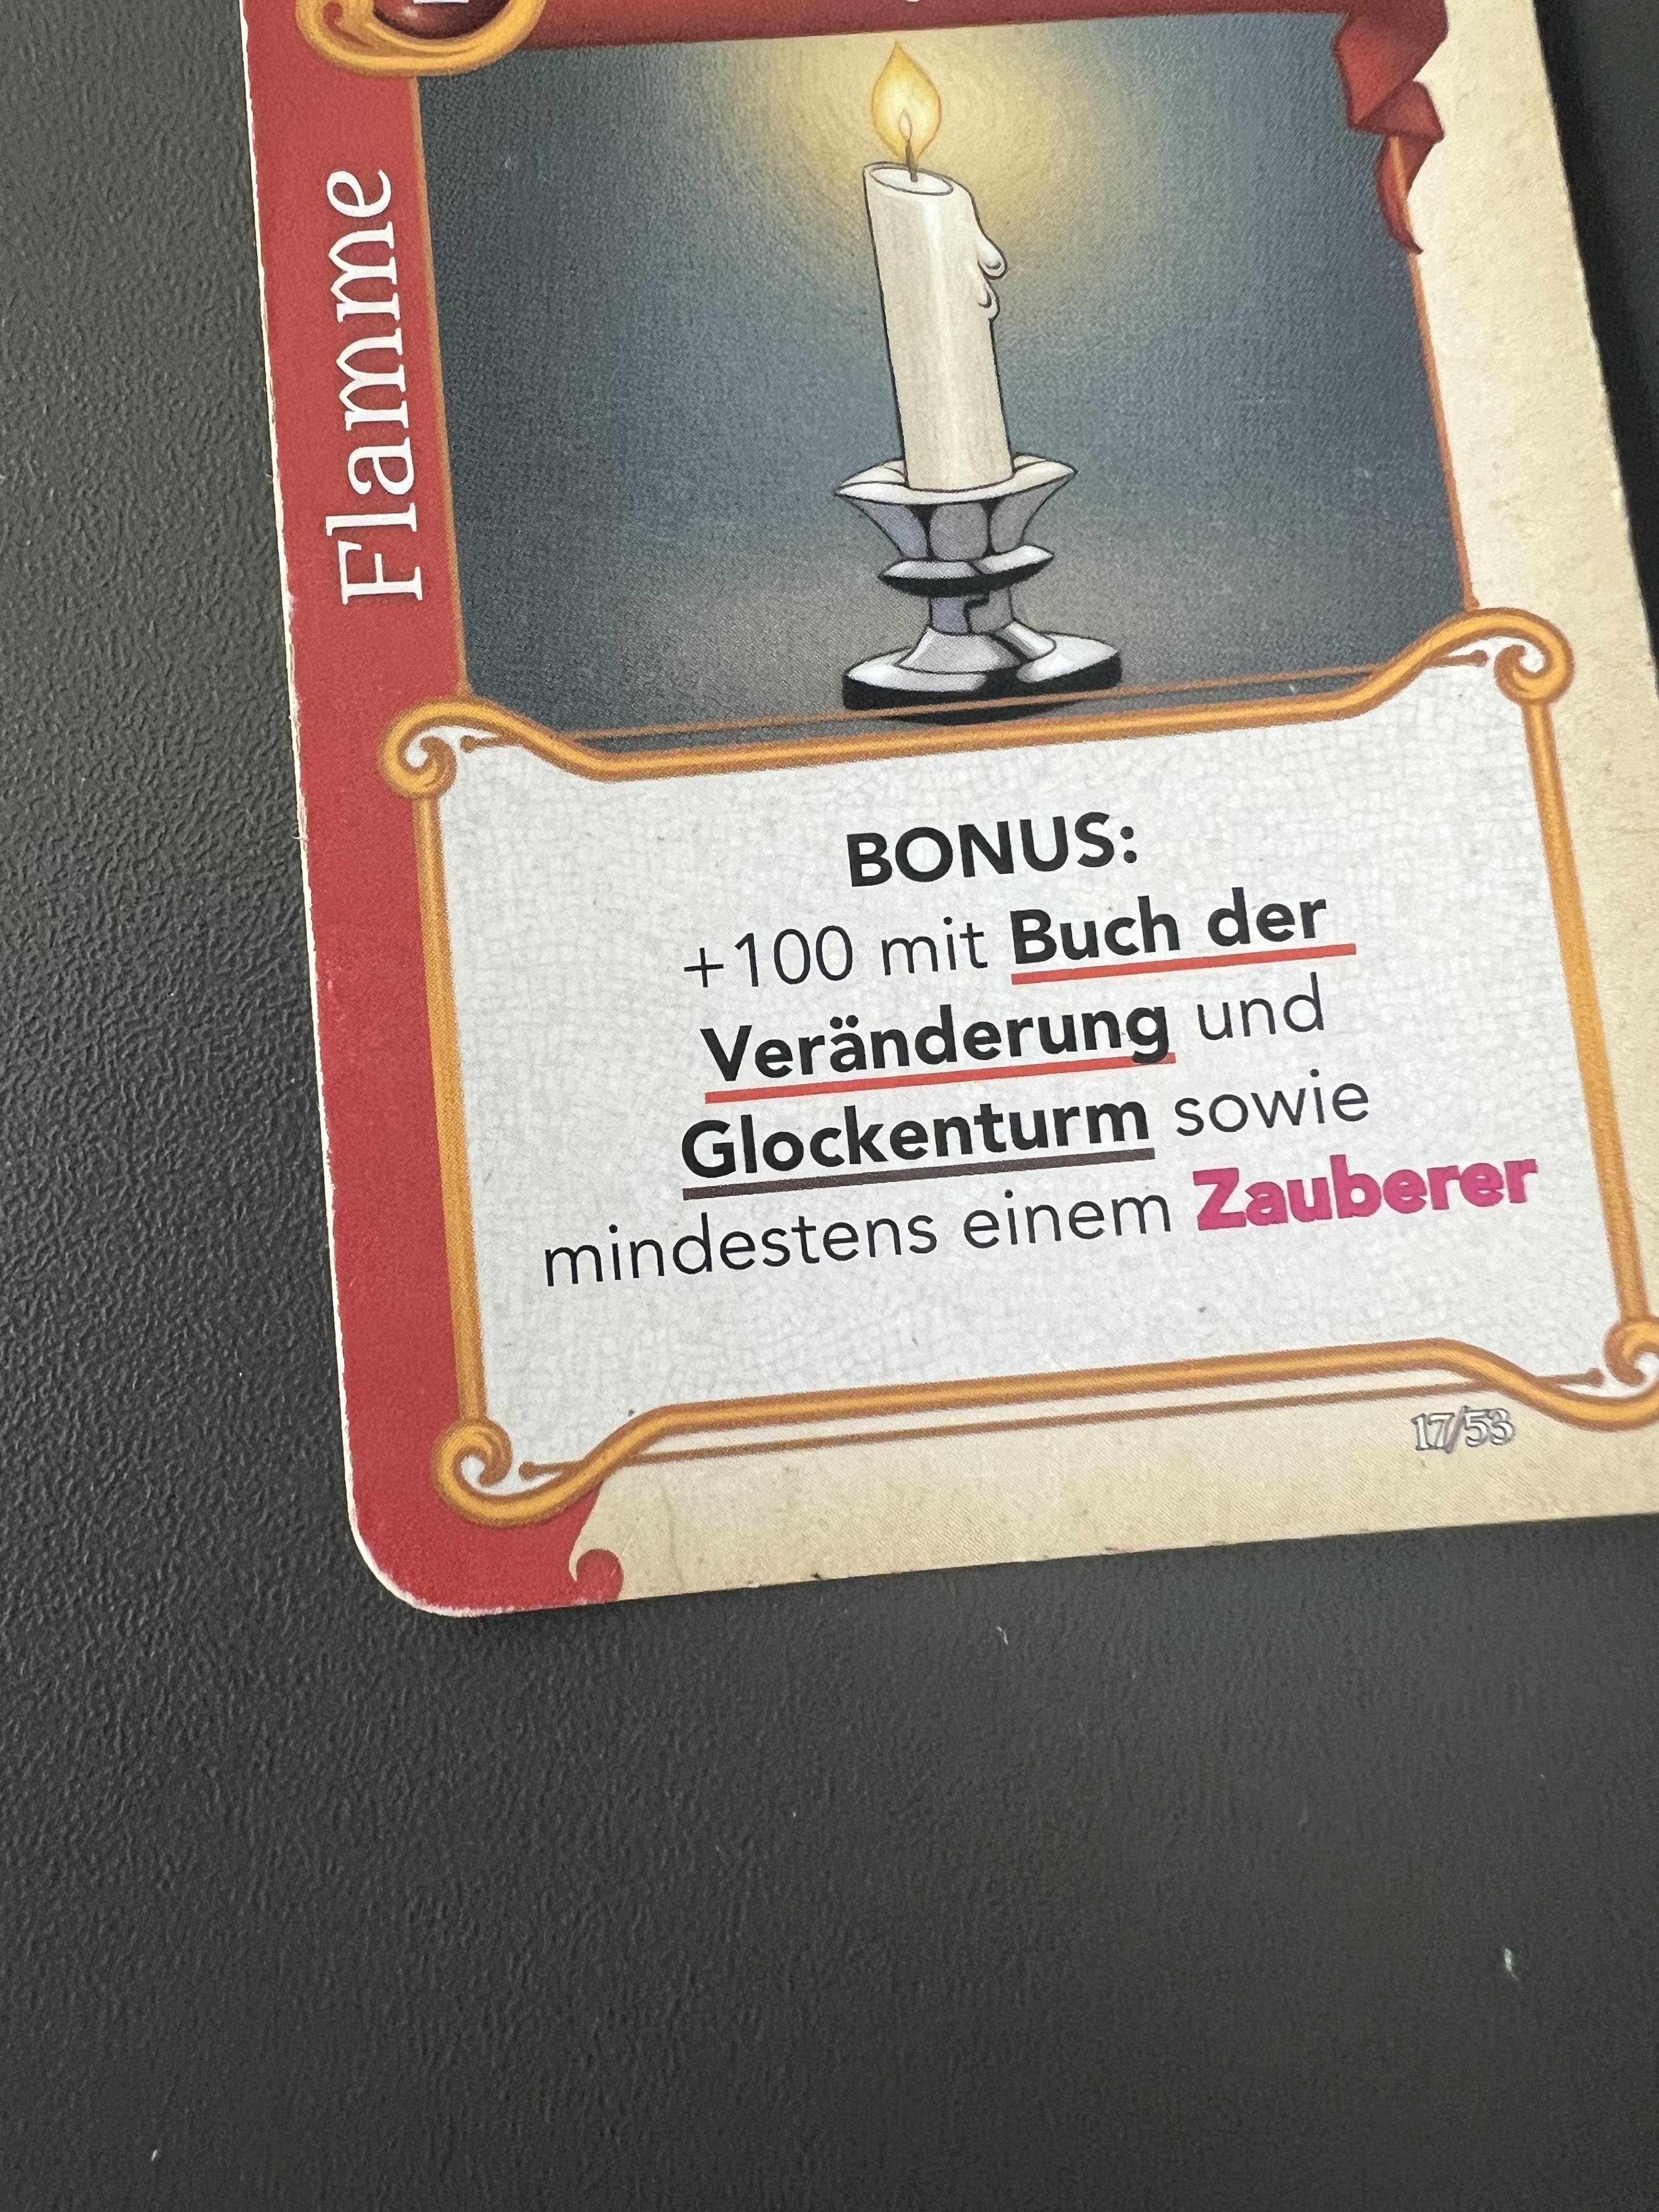 Flamme
BONUS:
+100 mit Buch der
Veränderung und
Glockenturm sowie
mindestens einem Zauberer
17/53